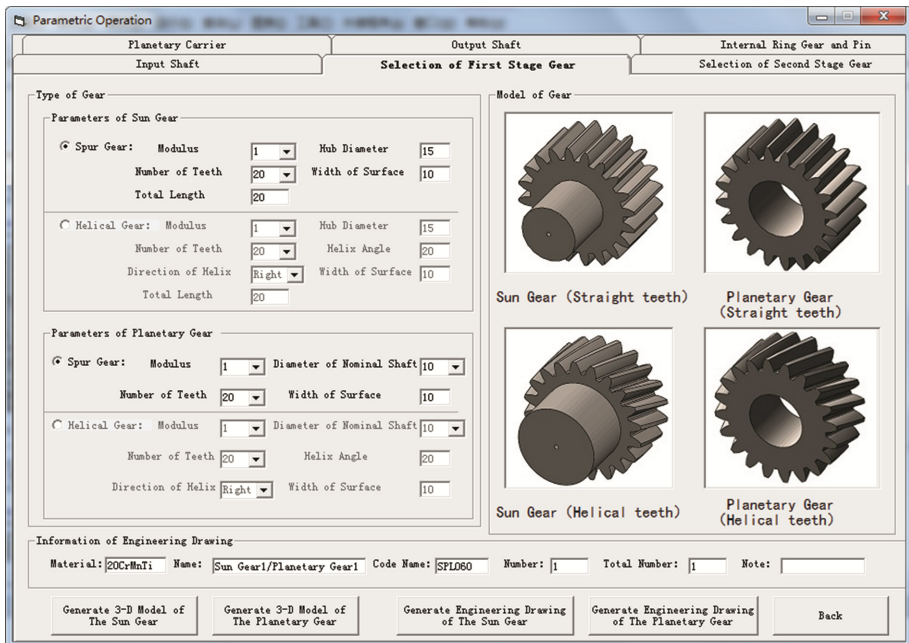 Parametric Operation
Planetary Carrier Output Shaft Internal Ring Gear and Pin
Input Shaft Selection of First Stage Gear Selection of Second Stage Gear
Type of Gear
Parameters of Sun Gear
Spur Gear: Modulus 1 Hub Diameter 15
Number of Teeth 20 Width of Surface 10
Total Length 20
Helical Gear: Modulus 1 Hub Diameter 15
Number of Teeth 20 Helix Angle 20
Direction of Helix Right Width of Surface 10
Total Length 20
Parameters of Planetary Gear
Spur Gear: Modulus 1 Diameter of Nominal Shaft 10
Number of Teeth 20 Width of Surface 10
Helical Gear: Modulus 1 Diameter of Nominal Shaft 10
Number of Teeth 20 Helix Angle 20
Direction of Helix Right Width of Surface 10
Model of Gear
Sun Gear (Straight teeth)
Planetary Gear
(Straight teeth)
Sun Gear (Helical teeth)
Planetary Gear
(Helical teeth)
Information of Engineering Drawing
Material: 20CrMnTi Name: Sun Gear1/Planetary Gear1 Code Name: SPL060 Number: 1 Total Number: 1 Note:
Generate 3-D Model of
The Sun Gear
Generate 3-D Model of
The Planetary Gear
Generate Engineering Drawing
of The Sun Gear
Generate Engineering Drawing
of The Planetary Gear
Back